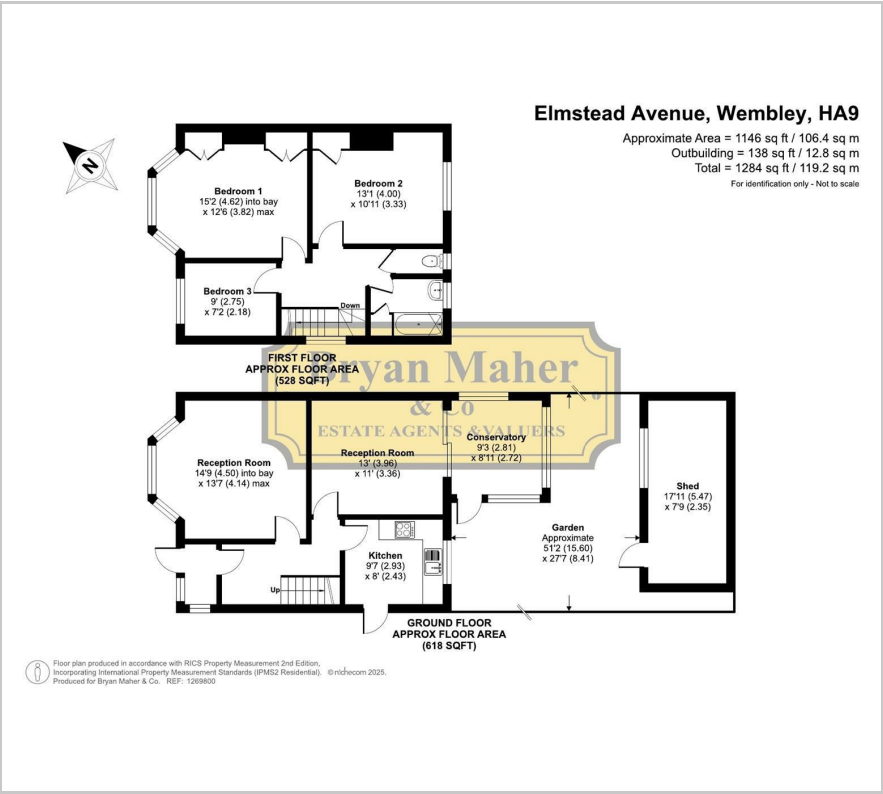 Elmstead Avenue, Wembley, HA9
Approximate Area = 1146 sq ft / 106.4 sq m
Outbuilding = 138 sq ft / 12.8 sq m
Total = 1284 sq ft / 119.2 sq m
For identification only - Not to scale
N
Bedroom 1
15'2 (4.62) into bay
x 12'6 (3.82) max
Bedroom 2
13'1 (4.00)
x 10'11 (3.33)
Bedroom 3
9' (2.75)
x 7'2 (2.18)
Down
FIRST FLOOR
APPROX FLOOR AREA
(528 SQFT)
Bryan Maher
& Co
ESTATE AGENTS & VALUERS
Reception Room
14'9 (4.50) into bay
x 13'7 (4.14) max
Reception Room
13' (3.96)
x 11' (3.36)
Conservatory
9'3 (2.81)
x 8'11 (2.72)
Shed
17'11 (5.47)
x 7'9 (2.35)
Garden
Approximate
51'2 (15.60)
x 27'7 (8.41)
Kitchen
9'7 (2.93)
x 8' (2.43)
Up
GROUND FLOOR
APPROX FLOOR AREA
(618 SQFT)
Floor plan produced in accordance with RICS Property Measurement 2nd Edition,
Incorporating International Property Measurement Standards (IPMS2 Residential). © nichecom 2025.
Produced for Bryan Maher & Co. REF: 1269800